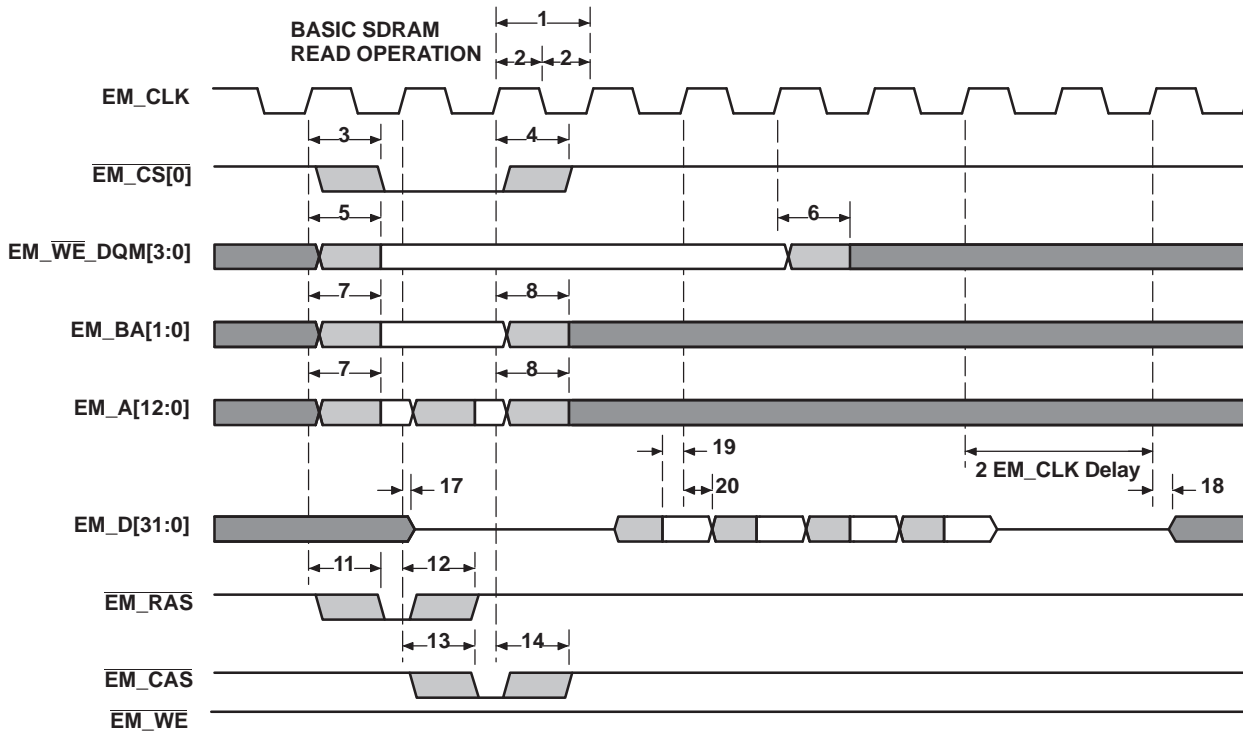 BASIC SDRAM
READ OPERATION
1
2 2
EM_CLK
3 4
EM_CS[0]
5 6
EM_WE_DQM[3:0]
7 8
EM_BA[1:0]
7 8
EM_A[12:0]
19
2 EM_CLK Delay
17 20 18
EM_D[31:0]
11 12
EM_RAS
13 14
EM_CAS
EM_WE